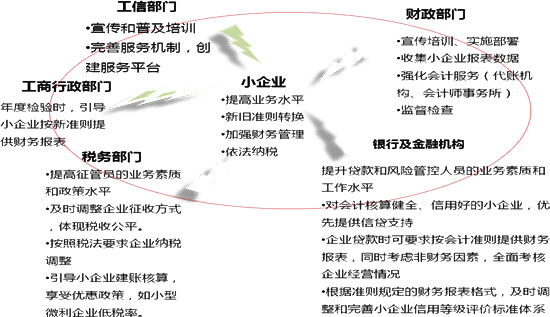 工信部门
•宣传和普及培训
•完善服务机制，创
建服务平台
财政部门
•宣传培训、实施部署
•收集小企业报表数据
•强化会计服务（代账机
构、会计师事务所）
•监督检查
工商行政部门
年度检验时，引导
小企业按新准则提
供财务报表
小企业
•提高业务水平
•新旧准则转换
•加强财务管理
•依法纳税
税务部门
•提高征管员的业务素质
和政策水平
•及时调整企业征收方式
，体现税收公平。
•按照税法要求企业纳税
调整
•引导小企业建账核算，
享受优惠政策，如小型
微利企业低税率。
银行及金融机构
提升贷款和风险管控人员的业务素质和
工作水平
•对会计核算健全、信用好的小企业，优
先提供信贷支持
•企业贷款时可要求按会计准则提供财务
报表，同时考虑非财务因素，全面考核
企业经营情况
•根据准则规定的财务报表格式，及时调
整和完善小企业信用等级评价标准体系